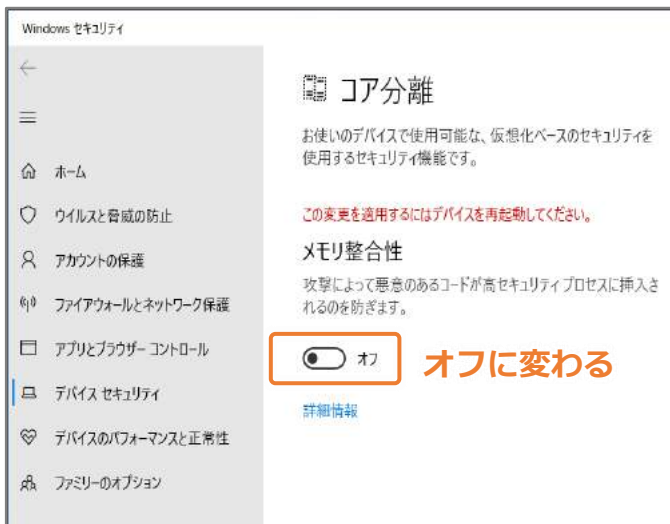 Windows セキュリティ
ホーム
ウイルスと脅威の防止
アカウントの保護
ファイアウォールとネットワーク保護
アプリとブラウザー コントロール
デバイス セキュリティ
デバイスのパフォーマンスと正常性
ファミリーのオプション
コア分離
お使いのデバイスで使用可能な、仮想化ベースのセキュリティを
使用するセキュリティ機能です。
この変更を適用するにはデバイスを再起動してください。
メモリ整合性
攻撃によって悪意のあるコードが高セキュリティ プロセスに挿入さ
れるのを防ぎます。
オフ
オフに変わる
詳細情報